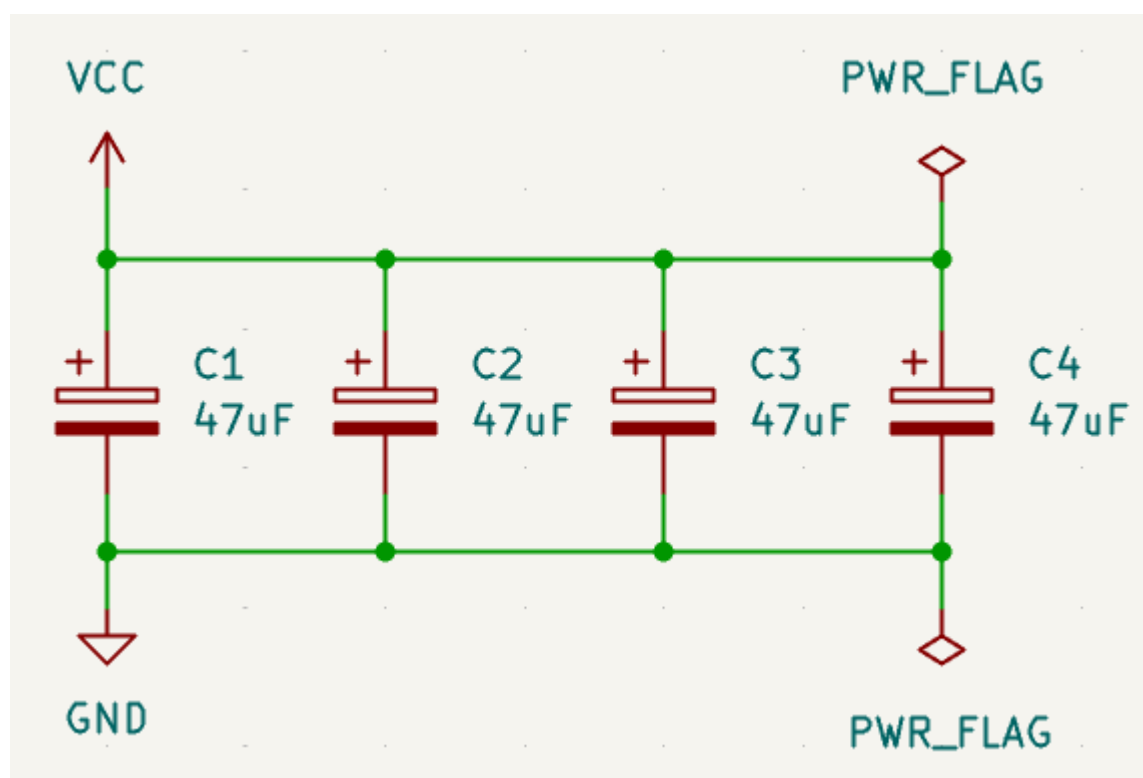 VCC
PWR_FLAG
+ C1
47uF
+ C2
47uF
+ C3
47uF
+ C4
47uF
GND
PWR_FLAG